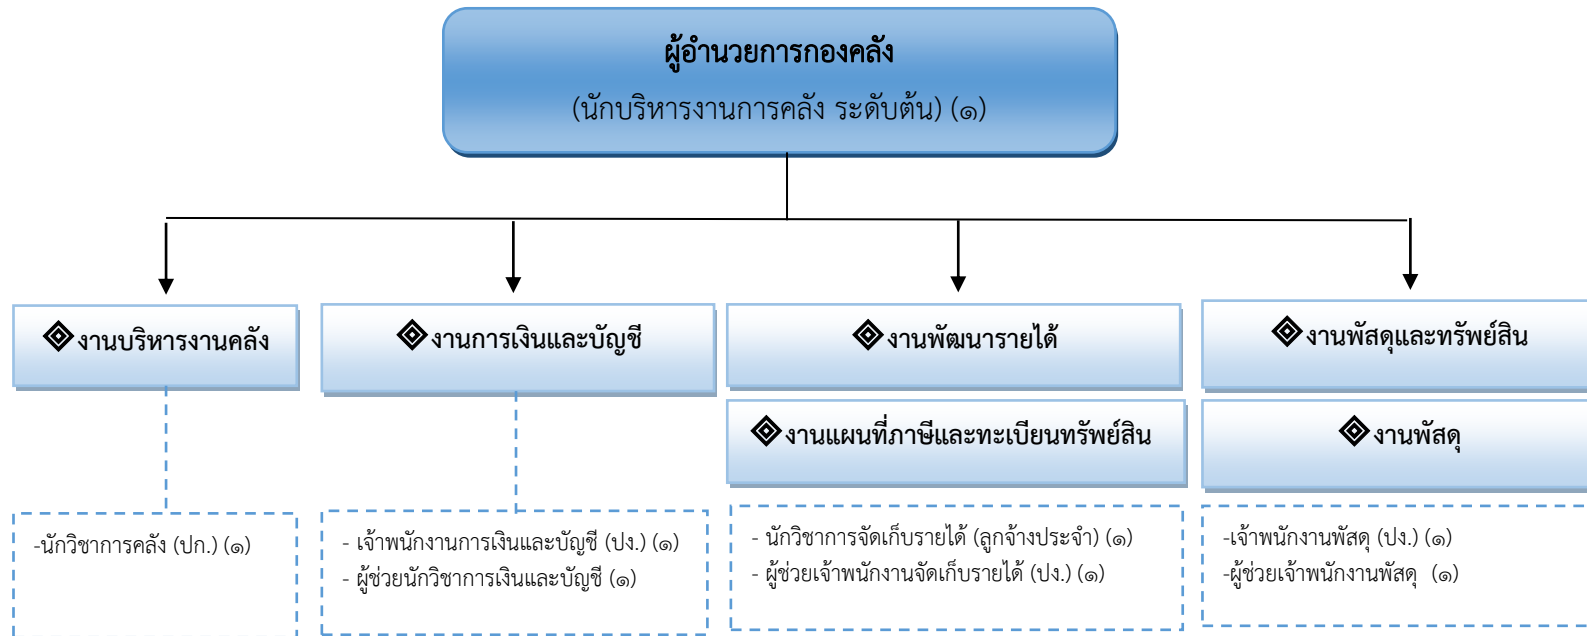 ผู้อำนวยการกองคลัง
(นักบริหารงานการคลัง ระดับต้น) (๑)
งานบริหารงานคลัง
-นักวิชาการคลัง (ปก.) (๑)
งานการเงินและบัญชี
- เจ้าพนักงานการเงินและบัญชี (ปง.) (๑)
- ผู้ช่วยนักวิชาการเงินและบัญชี (๑)
งานพัฒนารายได้
งานแผนที่ภาษีและทะเบียนทรัพย์สิน
- นักวิชาการจัดเก็บรายได้ (ลูกจ้างประจำ) (๑)
- ผู้ช่วยเจ้าพนักงานจัดเก็บรายได้ (ปง.) (๑)
งานพัสดุและทรัพย์สิน
งานพัสดุ
-เจ้าพนักงานพัสดุ (ปง.) (๑)
-ผู้ช่วยเจ้าพนักงานพัสดุ (๑)